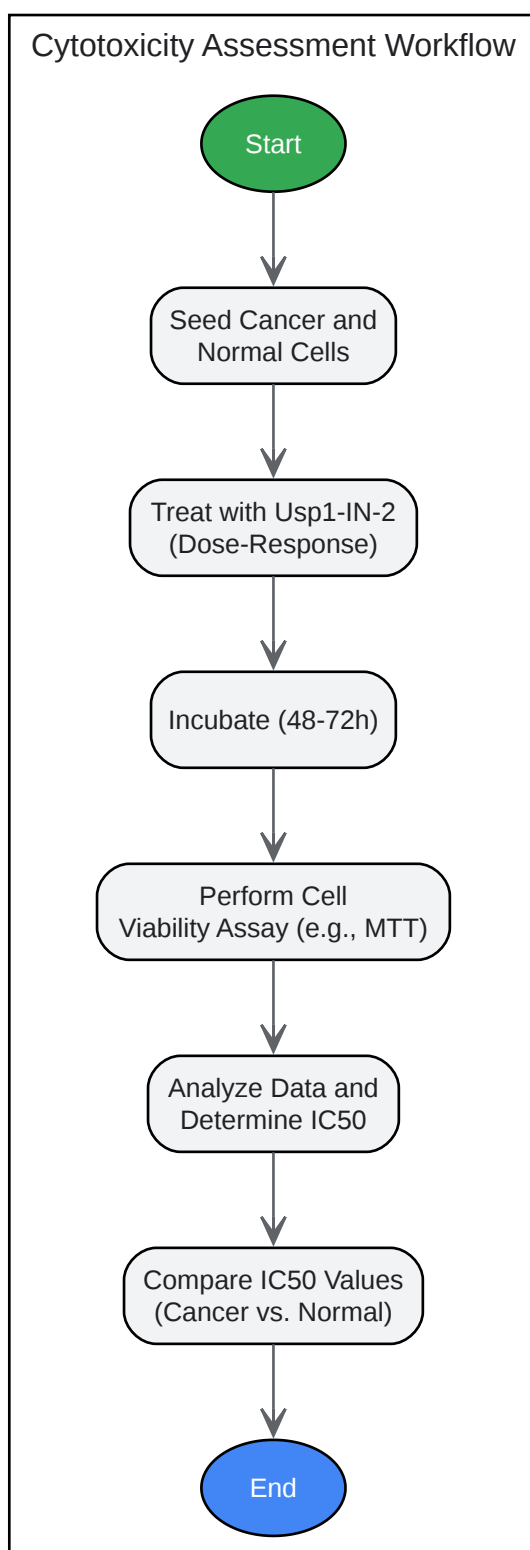 Cytotoxicity Assessment Workflow
Start
Seed Cancer and
Normal Cells
Treat with Usp1-IN-2
(Dose-Response)
Incubate (48-72h)
Perform Cell
Viability Assay (e.g., MTT)
Analyze Data and
Determine IC50
Compare IC50 Values
(Cancer vs. Normal)
End